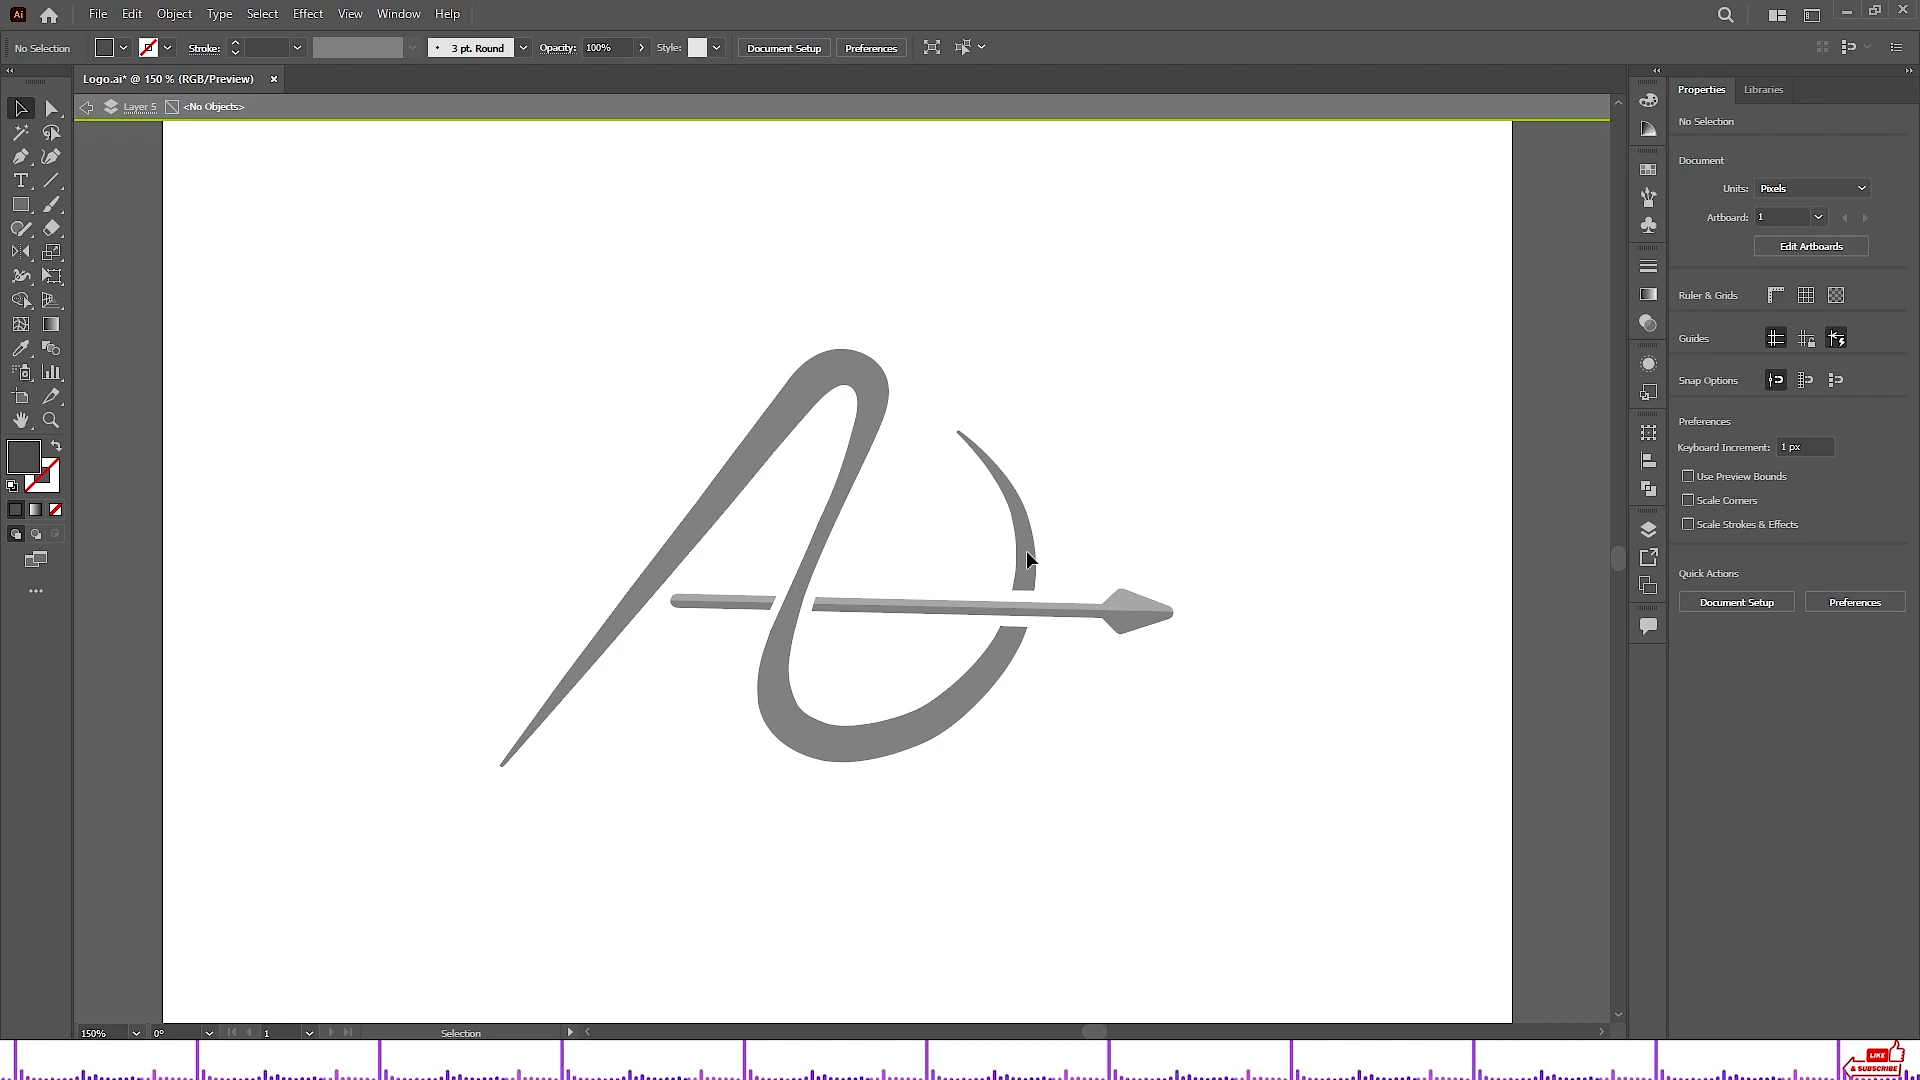 Ai File Edit Object Type Select Effect View Window Help
No Selection Stroke: 3 pt. Round Opacity: 100% Style: Document Setup Preferences
Logo.ai* @ 150 % (RGB/Preview) ×
Layer 5 <No Objects>
Properties Libraries
No Selection
Document
Units: Pixels
Artboard: 1
Edit Artboards
Ruler & Grids
Guides
Snap Options
Preferences
Keyboard Increment: 1 px
Use Preview Bounds
Scale Corners
Scale Strokes & Effects
Quick Actions
Document Setup Preferences
150% 0° 1 Selection
LIKE
& SUBSCRIBE